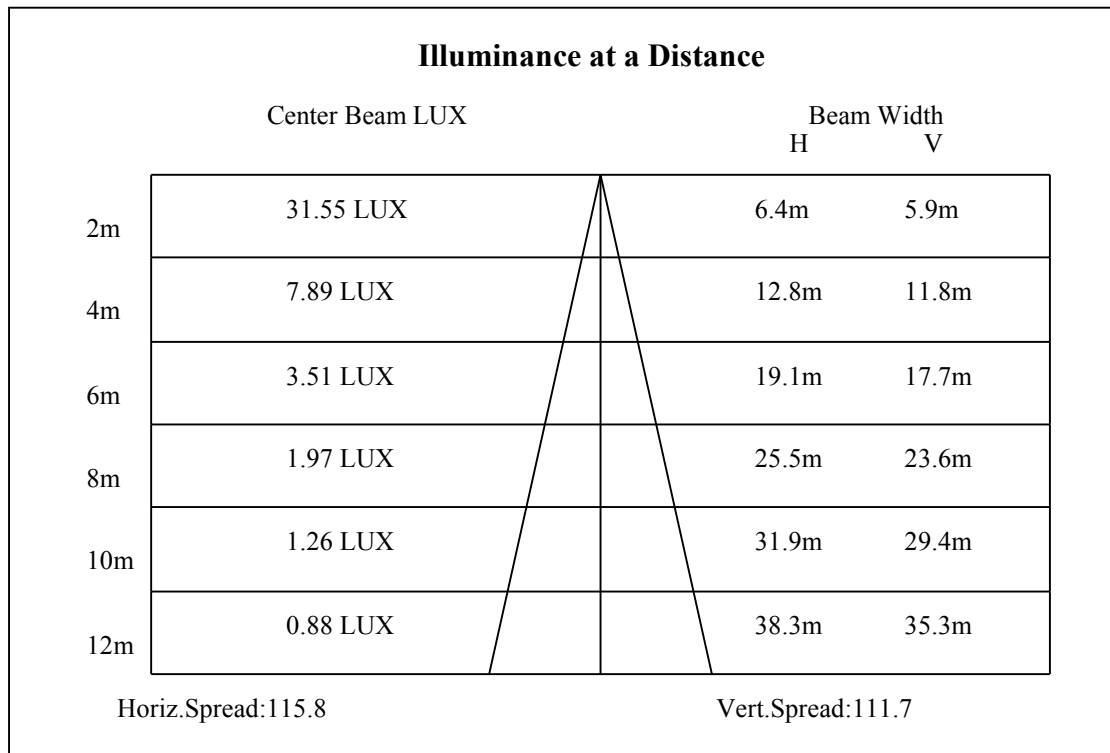 Illuminance at a Distance
Center Beam LUX Beam Width
H V
2m 31.55 LUX 6.4m 5.9m
4m 7.89 LUX 12.8m 11.8m
6m 3.51 LUX 19.1m 17.7m
8m 1.97 LUX 25.5m 23.6m
10m 1.26 LUX 31.9m 29.4m
12m 0.88 LUX 38.3m 35.3m
Horiz.Spread:115.8 Vert.Spread:111.7